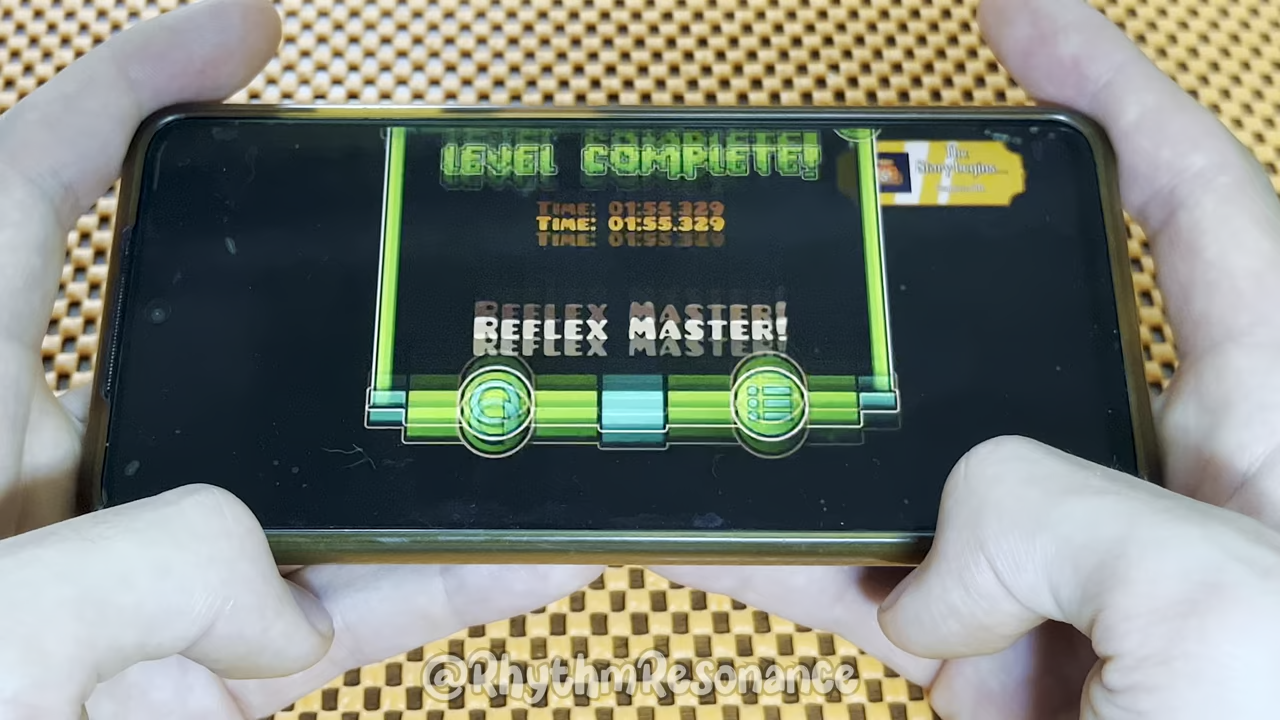 LEVEL COMPLETE!
The
Story begins...
TIME: 01:55.329
REFLEX MASTER!
@RhythmResonance